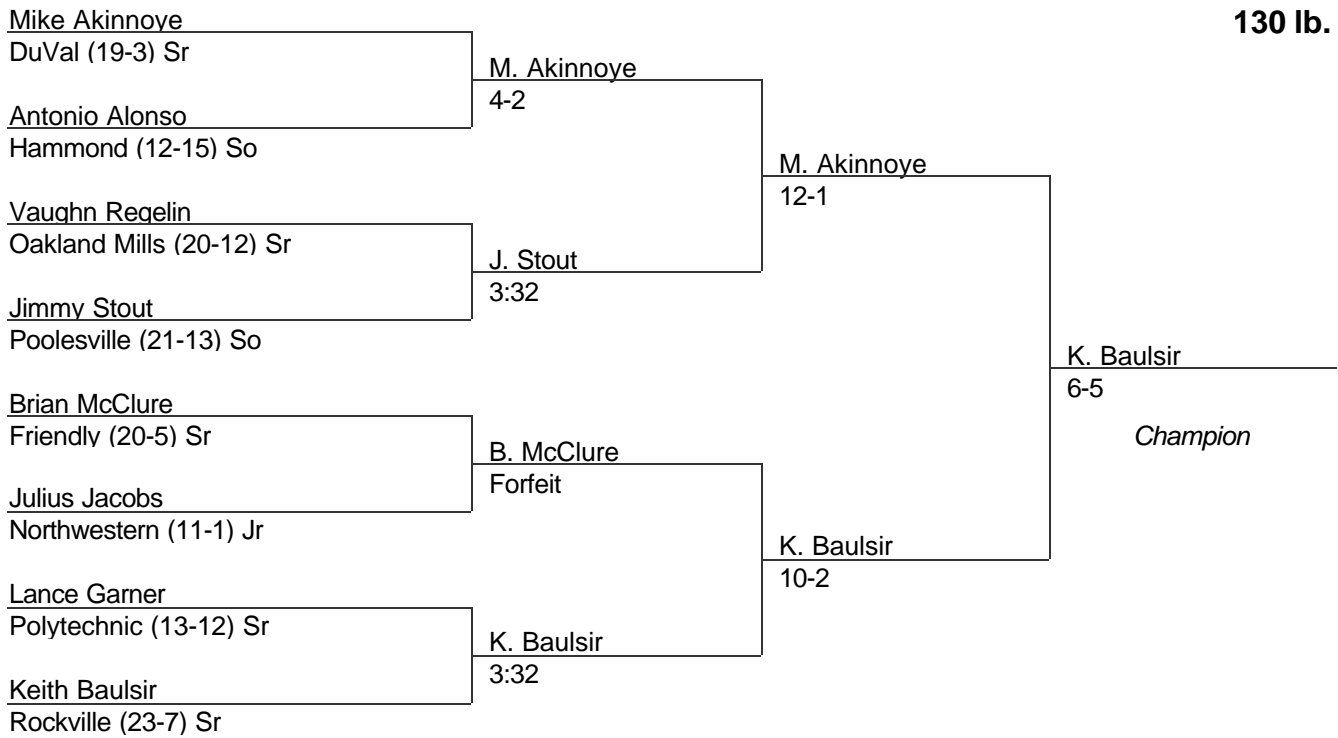 130 lb.
Mike Akinnoye
DuVal (19-3) Sr
M. Akinnoye
4-2
Antonio Alonso
Hammond (12-15) So
M. Akinnoye
12-1
Vaughn Regelin
Oakland Mills (20-12) Sr
J. Stout
3:32
Jimmy Stout
Poolesville (21-13) So
K. Baulsir
6-5
Champion
Brian McClure
Friendly (20-5) Sr
B. McClure
Forfeit
Julius Jacobs
Northwestern (11-1) Jr
K. Baulsir
10-2
Lance Garner
Polytechnic (13-12) Sr
K. Baulsir
3:32
Keith Baulsir
Rockville (23-7) Sr